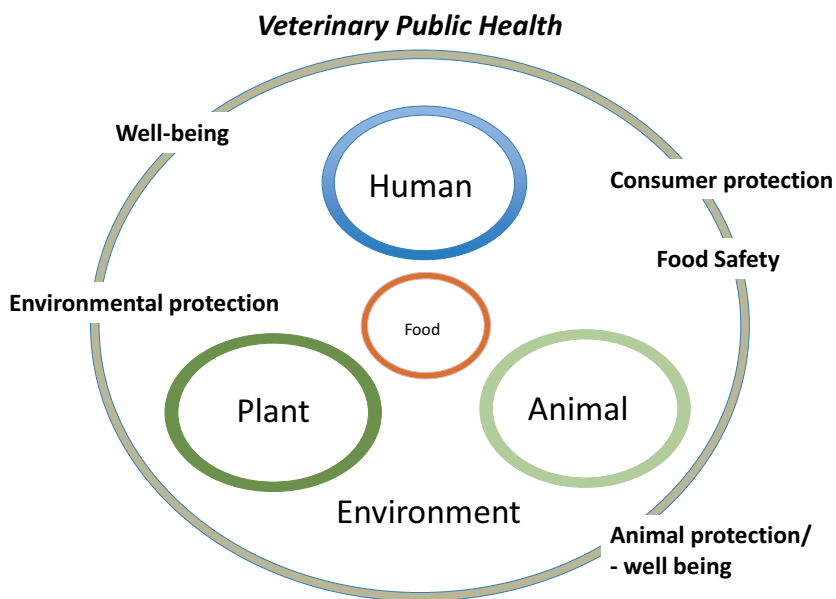 Veterinary Public Health
Well-being
Human
Consumer protection
Food Safety
Environmental protection
Food
Plant
Animal
Environment
Animal protection/
- well being